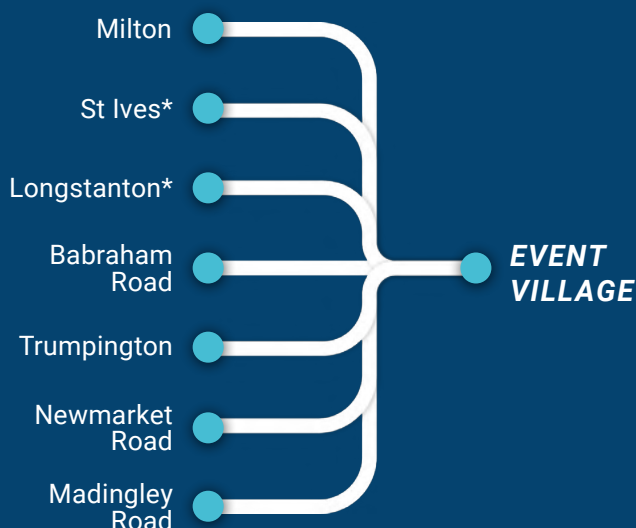 Milton
St Ives*
Longstanton*
Babraham
Road
EVENT
VILLAGE
Trumpington
Newmarket
Road
Madingley
Road